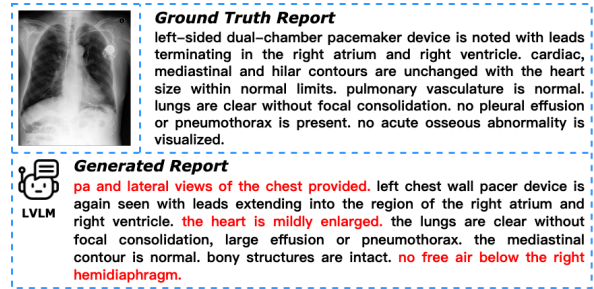 Ground Truth Report
left-sided dual-chamber pacemaker device is noted with leads
terminating in the right atrium and right ventricle. cardiac,
mediastinal and hilar contours are unchanged with the heart
size within normal limits. pulmonary vasculature is normal.
lungs are clear without focal consolidation. no pleural effusion
or pneumothorax is present. no acute osseous abnormality is
visualized.
Generated Report
LVLM
pa and lateral views of the chest provided. left chest wall pacer device is
again seen with leads extending into the region of the right atrium and
right ventricle. the heart is mildly enlarged. the lungs are clear without
focal consolidation, large effusion or pneumothorax. the mediastinal
contour is normal. bony structures are intact. no free air below the right
hemidiaphragm.